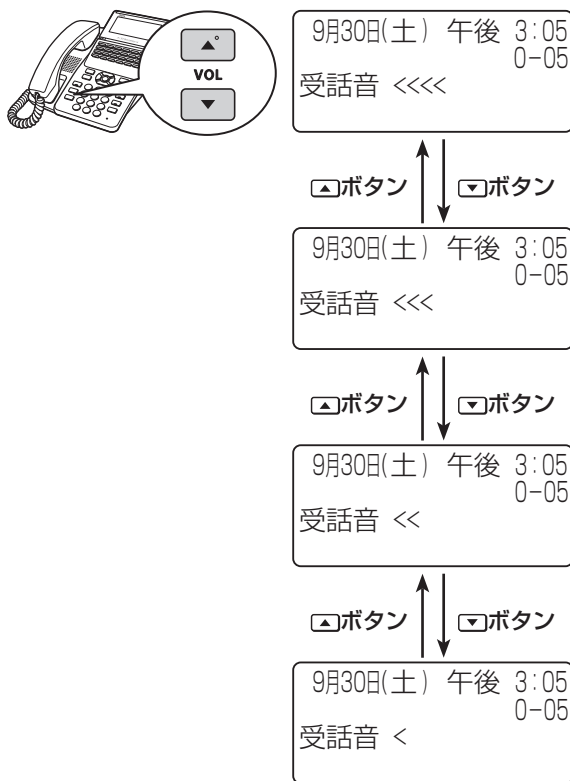 VOL
9月30日(土) 午後 3:05
0-05
受話音 <<<<
▲ボタン ▼ボタン
9月30日(土) 午後 3:05
0-05
受話音 <<<
▲ボタン ▼ボタン
9月30日(土) 午後 3:05
0-05
受話音 <<
▲ボタン ▼ボタン
9月30日(土) 午後 3:05
0-05
受話音 <